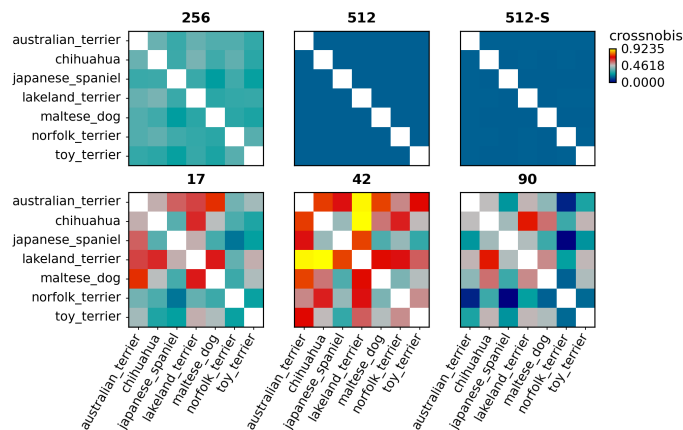 256 512 512-S
crossnobis
australian_terrier
chihuahua
japanese_spaniel
lakeland_terrier
maltese_dog
norfolk_terrier
toy_terrier
0.9235
0.4618
0.0000
17 42 90
australian_terrier
chihuahua
japanese_spaniel
lakeland_terrier
maltese_dog
norfolk_terrier
toy_terrier
australian_terrier
chihuahua
japanese_spaniel
lakeland_terrier
maltese_dog
norfolk_terrier
toy_terrier
australian_terrier
chihuahua
japanese_spaniel
lakeland_terrier
maltese_dog
norfolk_terrier
toy_terrier
australian_terrier
chihuahua
japanese_spaniel
lakeland_terrier
maltese_dog
norfolk_terrier
toy_terrier